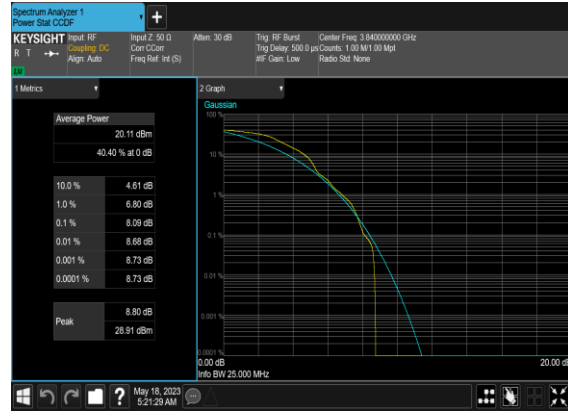 Spectrum Analyzer 1
Power Stat CCDF
KEYSIGHT
R T
LXI
Input: RF
Coupling: DC
Align: Auto
Input Z: 50 Ω
Corr CCorr
Freq Ref: Int (S)
Atten: 30 dB
Trig: RF Burst
Trig Delay: 500.0 µs
#IF Gain: Low
Center Freq: 3.840000000 GHz
Counts: 1.00 M/1.00 Mpt
Radio Std: None
1 Metrics
Average Power
20.11 dBm
40.40 % at 0 dB
10.0 % 4.61 dB
1.0 % 6.80 dB
0.1 % 8.09 dB
0.01 % 8.68 dB
0.001 % 8.73 dB
0.0001 % 8.73 dB
Peak
8.80 dB
28.91 dBm
2 Graph
Gaussian
100 %
10 %
1 %
0.1 %
0.01 %
0.001 %
0.0001 %
0.00 dB 20.00 dB
Info BW 25.000 MHz
?
May 18, 2023
5:21:29 AM